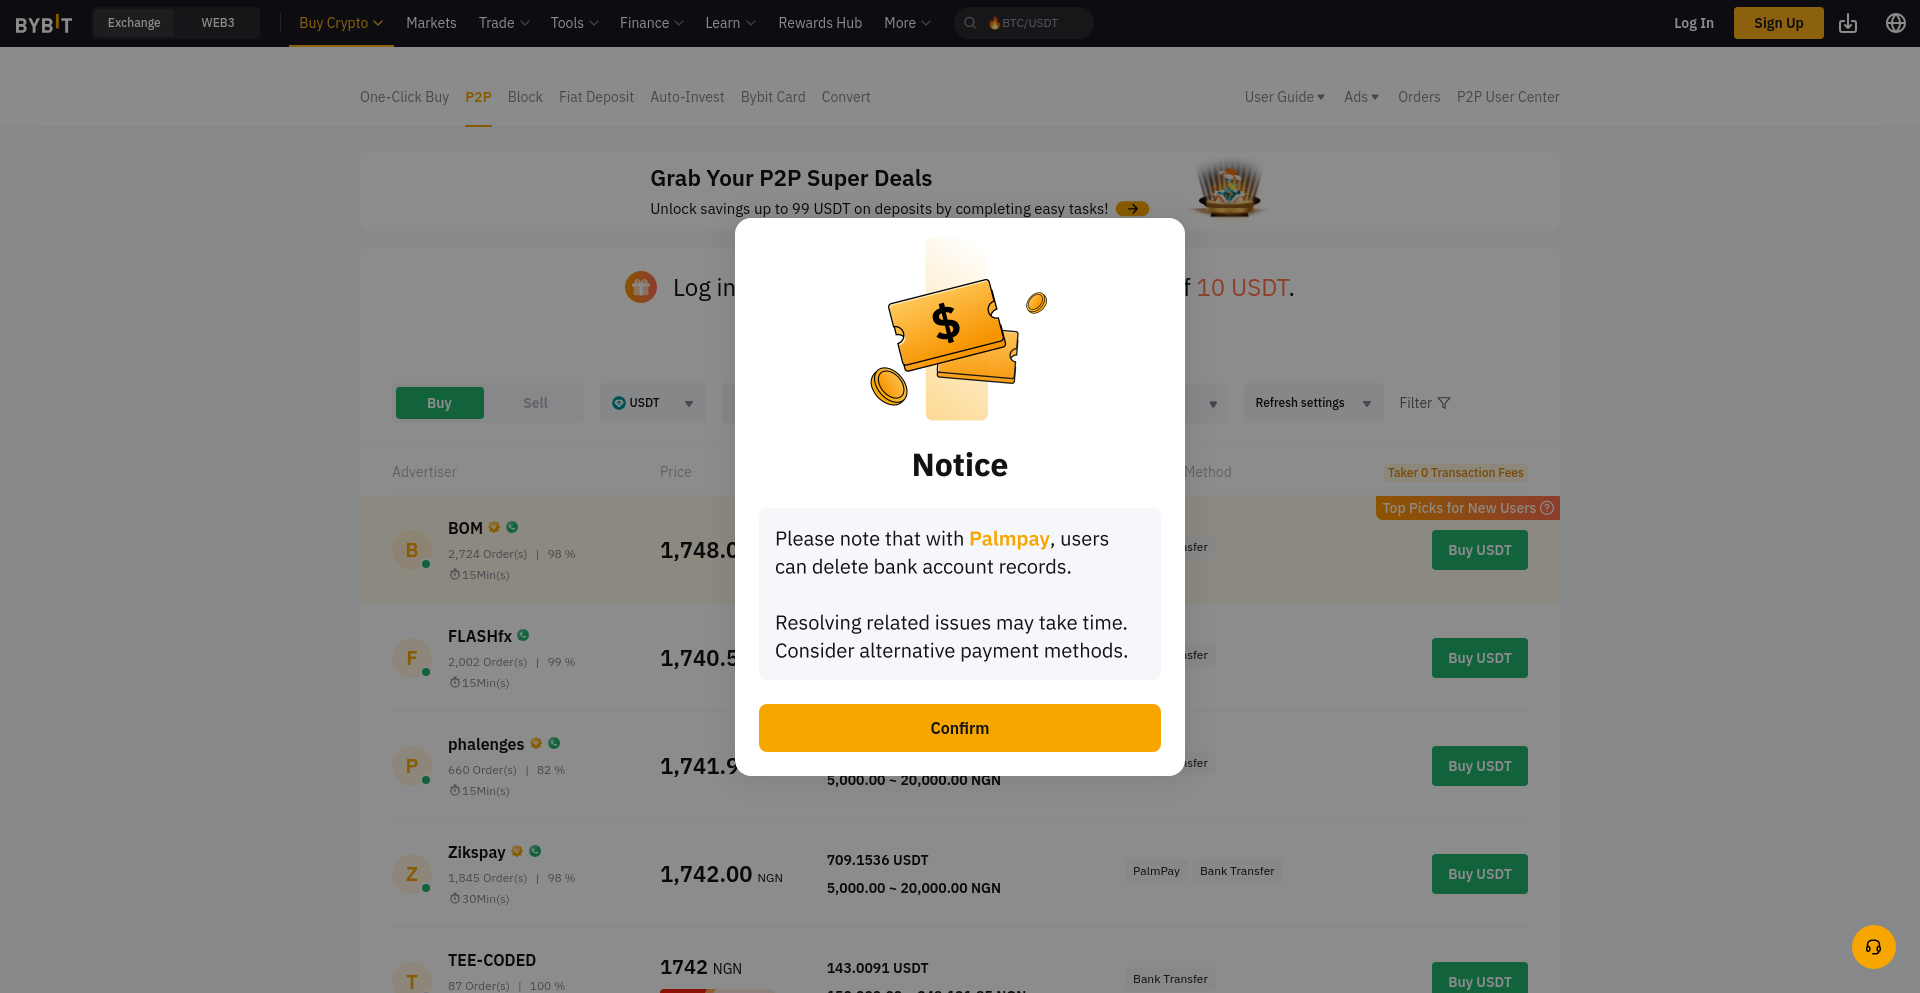 BYBIT
Exchange
WEB3
Buy Crypto
Markets
Trade
Tools
Finance
Learn
Rewards Hub
More
BTC/USDT
Log In
Sign Up
One-Click Buy
P2P
Block
Fiat Deposit
Auto-Invest
Bybit Card
Convert
User Guide
Ads
Orders
P2P User Center
Grab Your P2P Super Deals
Unlock savings up to 99 USDT on deposits by completing easy tasks!
Log in
10 USDT.
Buy
Sell
USDT
Refresh settings
Filter
Advertiser
Price
Method
Taker 0 Transaction Fees
Top Picks for New Users
B
BOM
2,724 Order(s) | 98 %
15Min(s)
1,748.0
Buy USDT
F
FLASHfx
2,002 Order(s) | 99 %
15Min(s)
1,740.5
Buy USDT
P
phalenges
660 Order(s) | 82 %
15Min(s)
1,741.9
5,000.00 ~ 20,000.00 NGN
Buy USDT
Z
Zikspay
1,845 Order(s) | 98 %
30Min(s)
1,742.00 NGN
709.1536 USDT
5,000.00 ~ 20,000.00 NGN
PalmPay
Bank Transfer
Buy USDT
T
TEE-CODED
87 Order(s) | 100 %
1742 NGN
143.0091 USDT
Bank Transfer
Buy USDT
$
Notice
Please note that with Palmpay, users
can delete bank account records.
Resolving related issues may take time.
Consider alternative payment methods.
Confirm